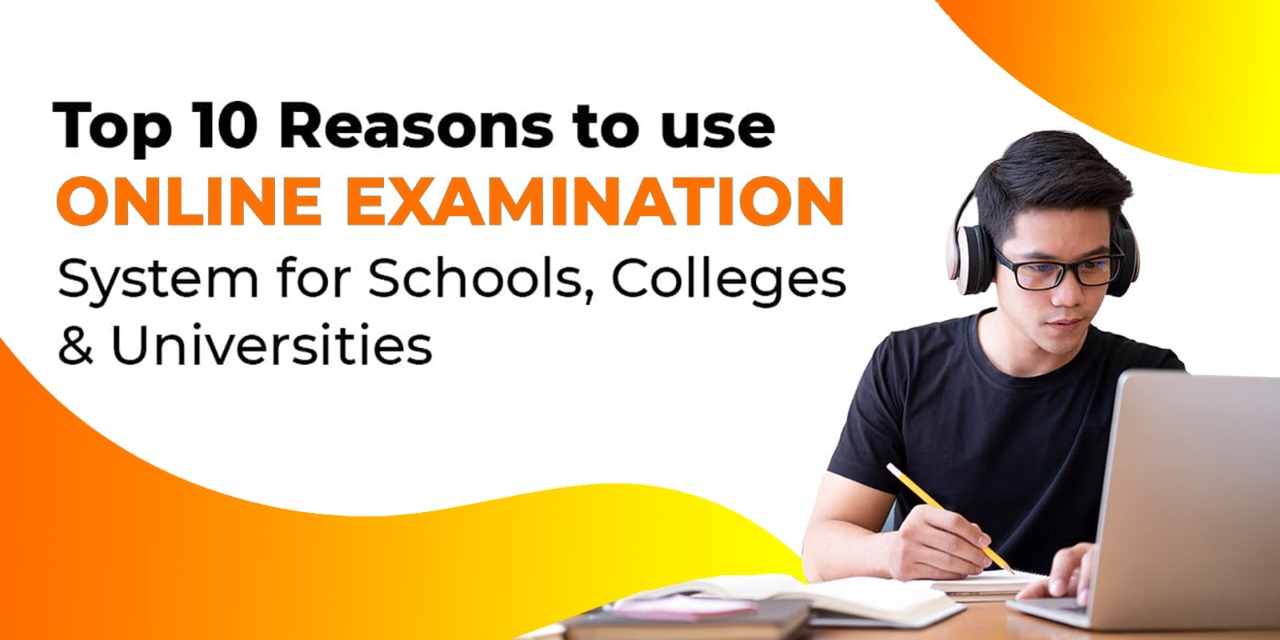 Top 10 Reasons to use
ONLINE EXAMINATION
System for Schools, Colleges
& Universities